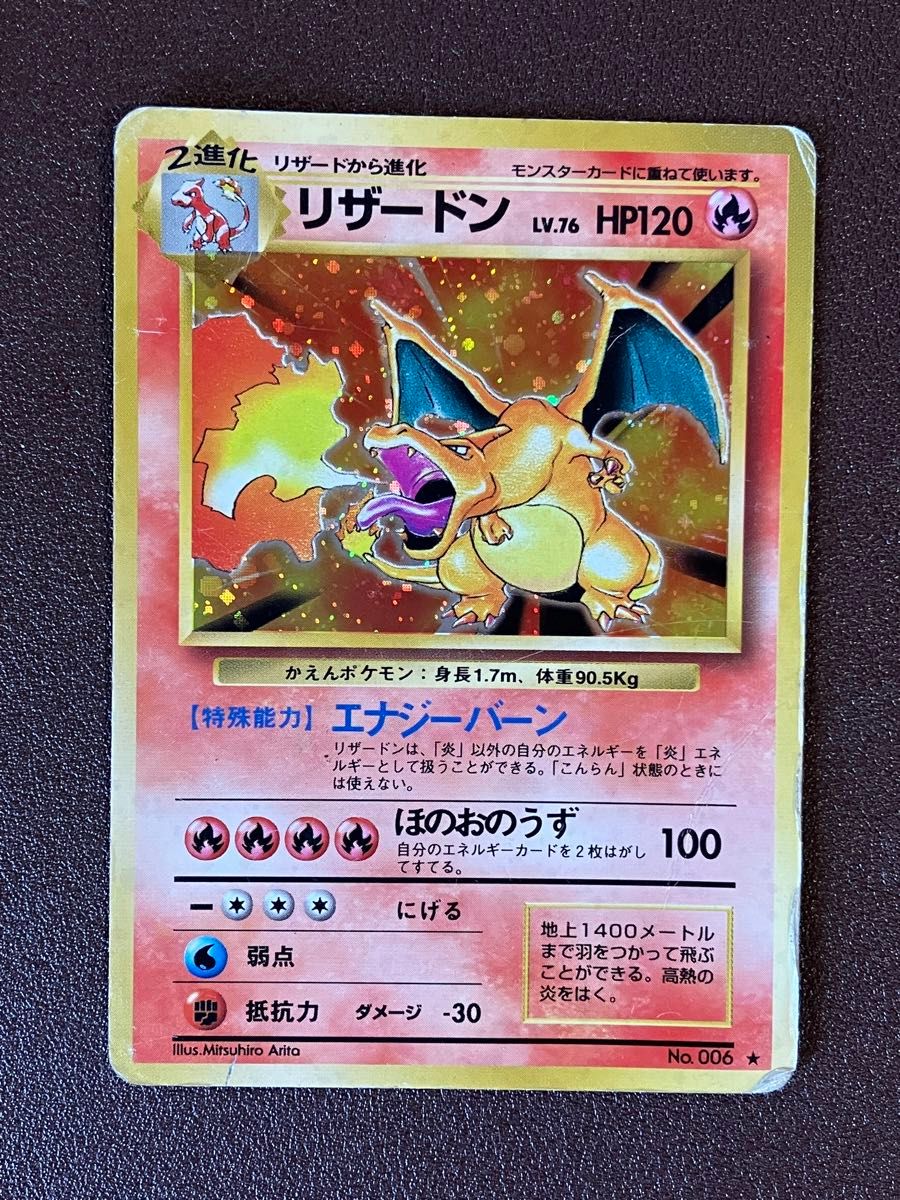 2進化 リザードから進化 モンスターカードに重ねて使います。
リザードン LV.76 HP120
かえんポケモン：身長1.7m、体重90.5Kg
【特殊能力】エナジーバーン
リザードンは、「炎」以外の自分のエネルギーを「炎」エネ
ルギーとして扱うことができる。「こんらん」状態のときに
は使えない。
ほのおのうず 100
自分のエネルギーカードを2枚はがし
てすてる。
ー にげる
弱点
抵抗力 ダメージ -30
地上1400メートル
まで羽をつかって飛ぶ
ことができる。高熱の
炎をはく。
Illus.Mitsuhiro Arita No. 006 ★